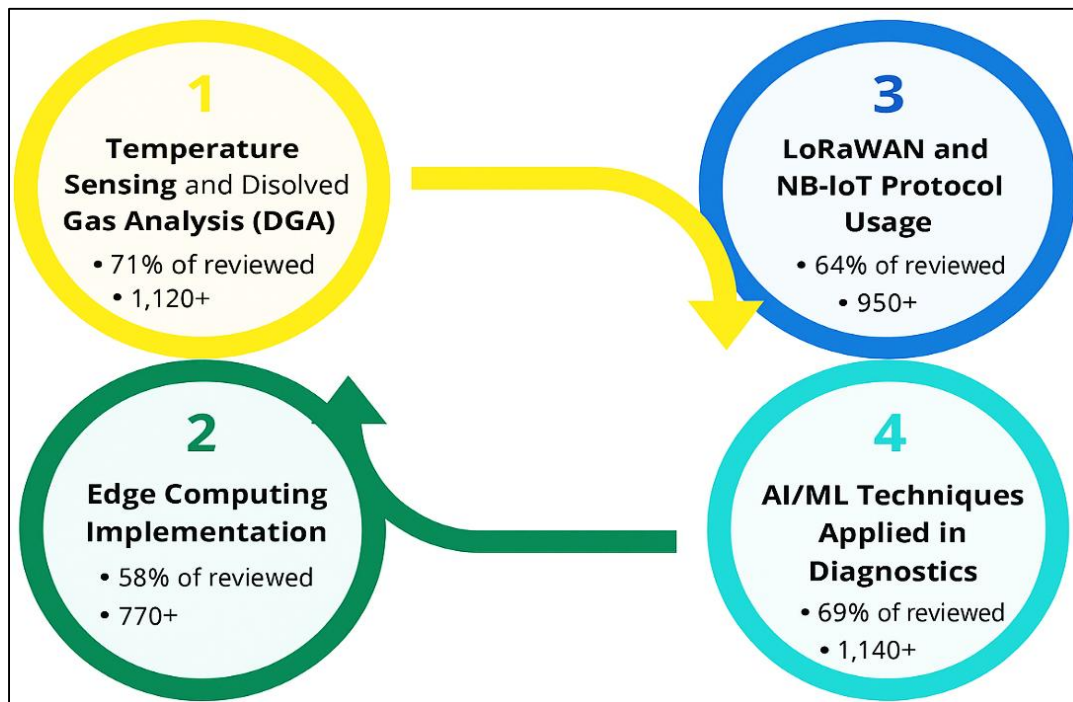 1
Temperature
Sensing and Disolved
Gas Analysis (DGA)
• 71% of reviewed
• 1,120+
2
Edge Computing
Implementation
• 58% of reviewed
• 770+
3
LoRaWAN and
NB-IoT Protocol
Usage
• 64% of reviewed
• 950+
4
AI/ML Techniques
Applied in
Diagnostics
• 69% of reviewed
• 1,140+